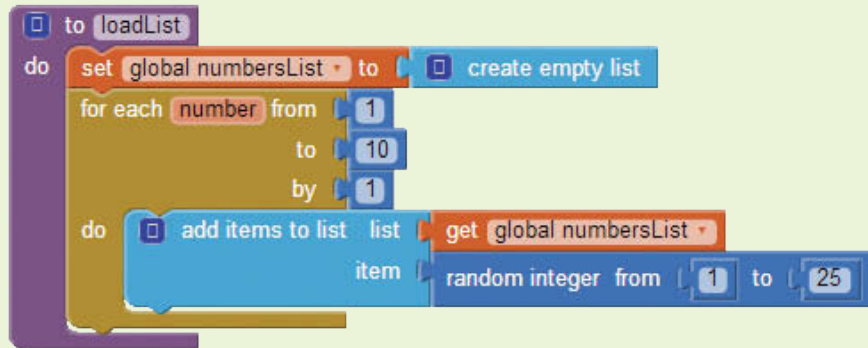 to loadList
do set global numbersList to create empty list
for each number from 1
to 10
by 1
do add items to list list get global numbersList
item random integer from 1 to 25